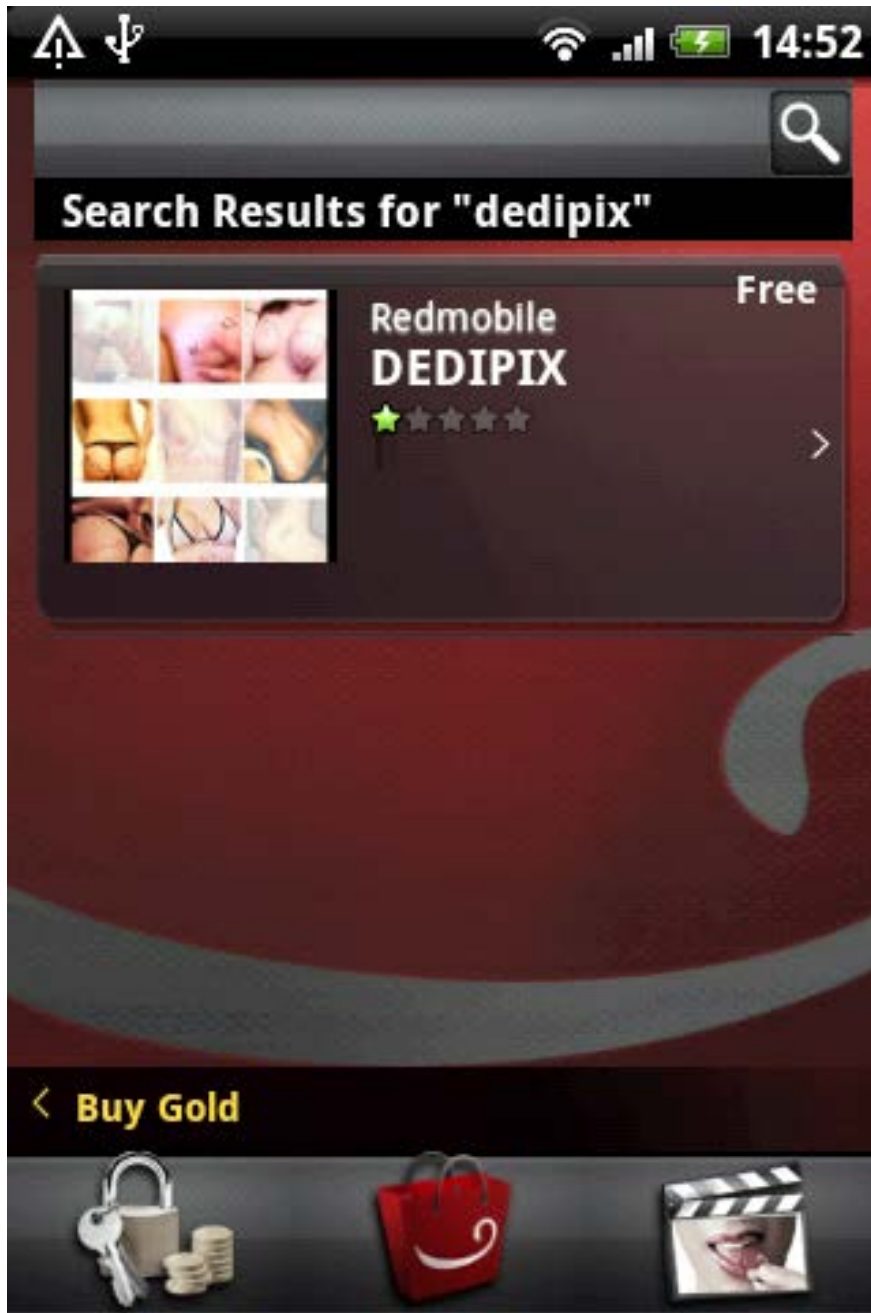 14:52
Search Results for "dedipix"
Free
Redmobile
DEDIPIX
Buy Gold